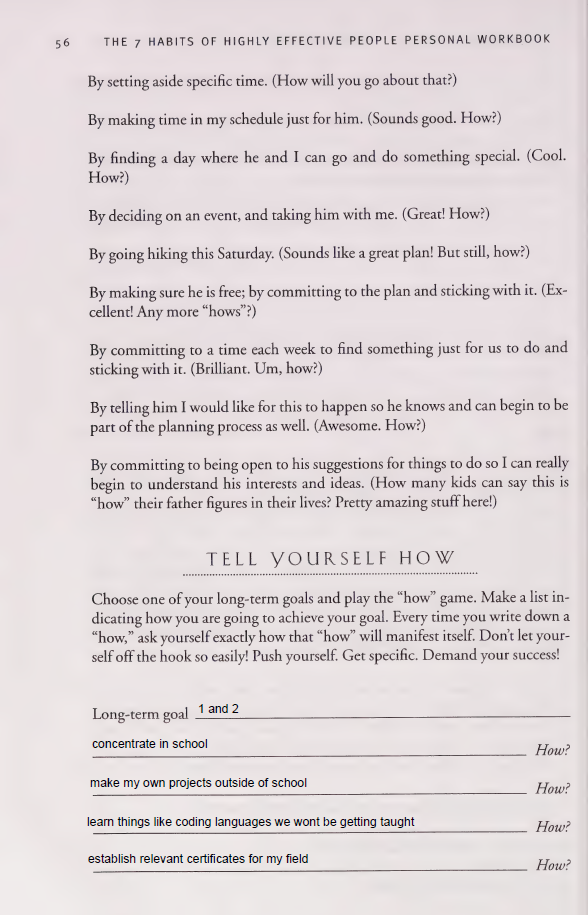 56 THE 7 HABITS OF HIGHLY EFFECTIVE PEOPLE PERSONAL WORKBOOK
By setting aside specific time. (How will you go about that?)
By making time in my schedule just for him. (Sounds good. How?)
By finding a day where he and I can go and do something special. (Cool.
How?)
By deciding on an event, and taking him with me. (Great! How?)
By going hiking this Saturday. (Sounds like a great plan! But still, how?)
By making sure he is free; by committing to the plan and sticking with it. (Ex-
cellent! Any more “hows”?)
By committing to a time each week to find something just for us to do and
sticking with it. (Brilliant. Um, how?)
By telling him I would like for this to happen so he knows and can begin to be
part of the planning process as well. (Awesome. How?)
By committing to being open to his suggestions for things to do so I can really
begin to understand his interests and ideas. (How many kids can say this is
“how” their father figures in their lives? Pretty amazing stuff here!)
TELL YOURSELF HOW
Choose one of your long-term goals and play the “how” game. Make a list in-
dicating how you are going to achieve your goal. Every time you write down a
“how,” ask yourself exactly how that “how” will manifest itself. Don’t let your-
self off the hook so easily! Push yourself. Get specific. Demand your success!
Long-term goal 1 and 2
concentrate in school How?
make my own projects outside of school How?
learn things like coding languages we wont be getting taught How?
establish relevant certificates for my field How?